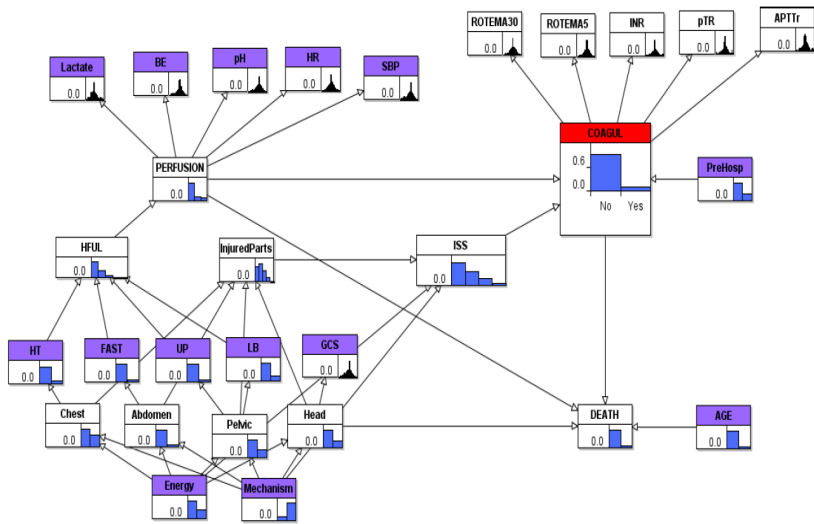 ROTEMA30
0.0
ROTEMA5
0.0
INR
0.0
pTR
0.0
APTTr
0.0
Lactate
0.0
BE
0.0
pH
0.0
HR
0.0
SBP
0.0
COAGUL
0.6
0.0
No Yes
PERFUSION
0.0
PreHosp
0.0
HFUL
0.0
InjuredParts
0.0
ISS
0.0
HT
0.0
FAST
0.0
UP
0.0
LB
0.0
GCS
0.0
Chest
0.0
Abdomen
0.0
Pelvic
0.0
Head
0.0
DEATH
0.0
AGE
0.0
Energy
0.0
Mechanism
0.0